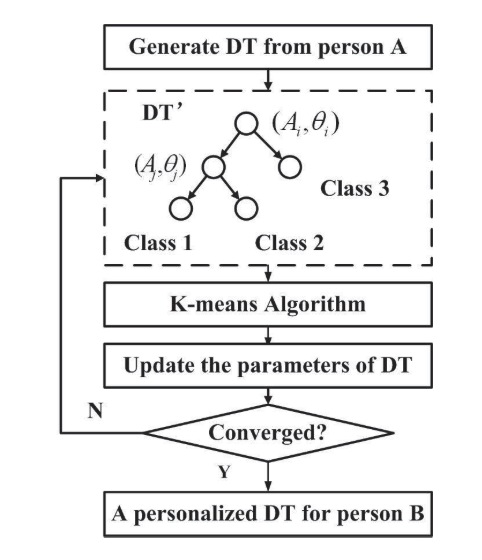 Generate DT from person A
DT’
(A_i,θ_i)
(A_j,θ_j)
Class 3
Class 1
Class 2
K-means Algorithm
Update the parameters of DT
N
Converged?
Y
A personalized DT for person B